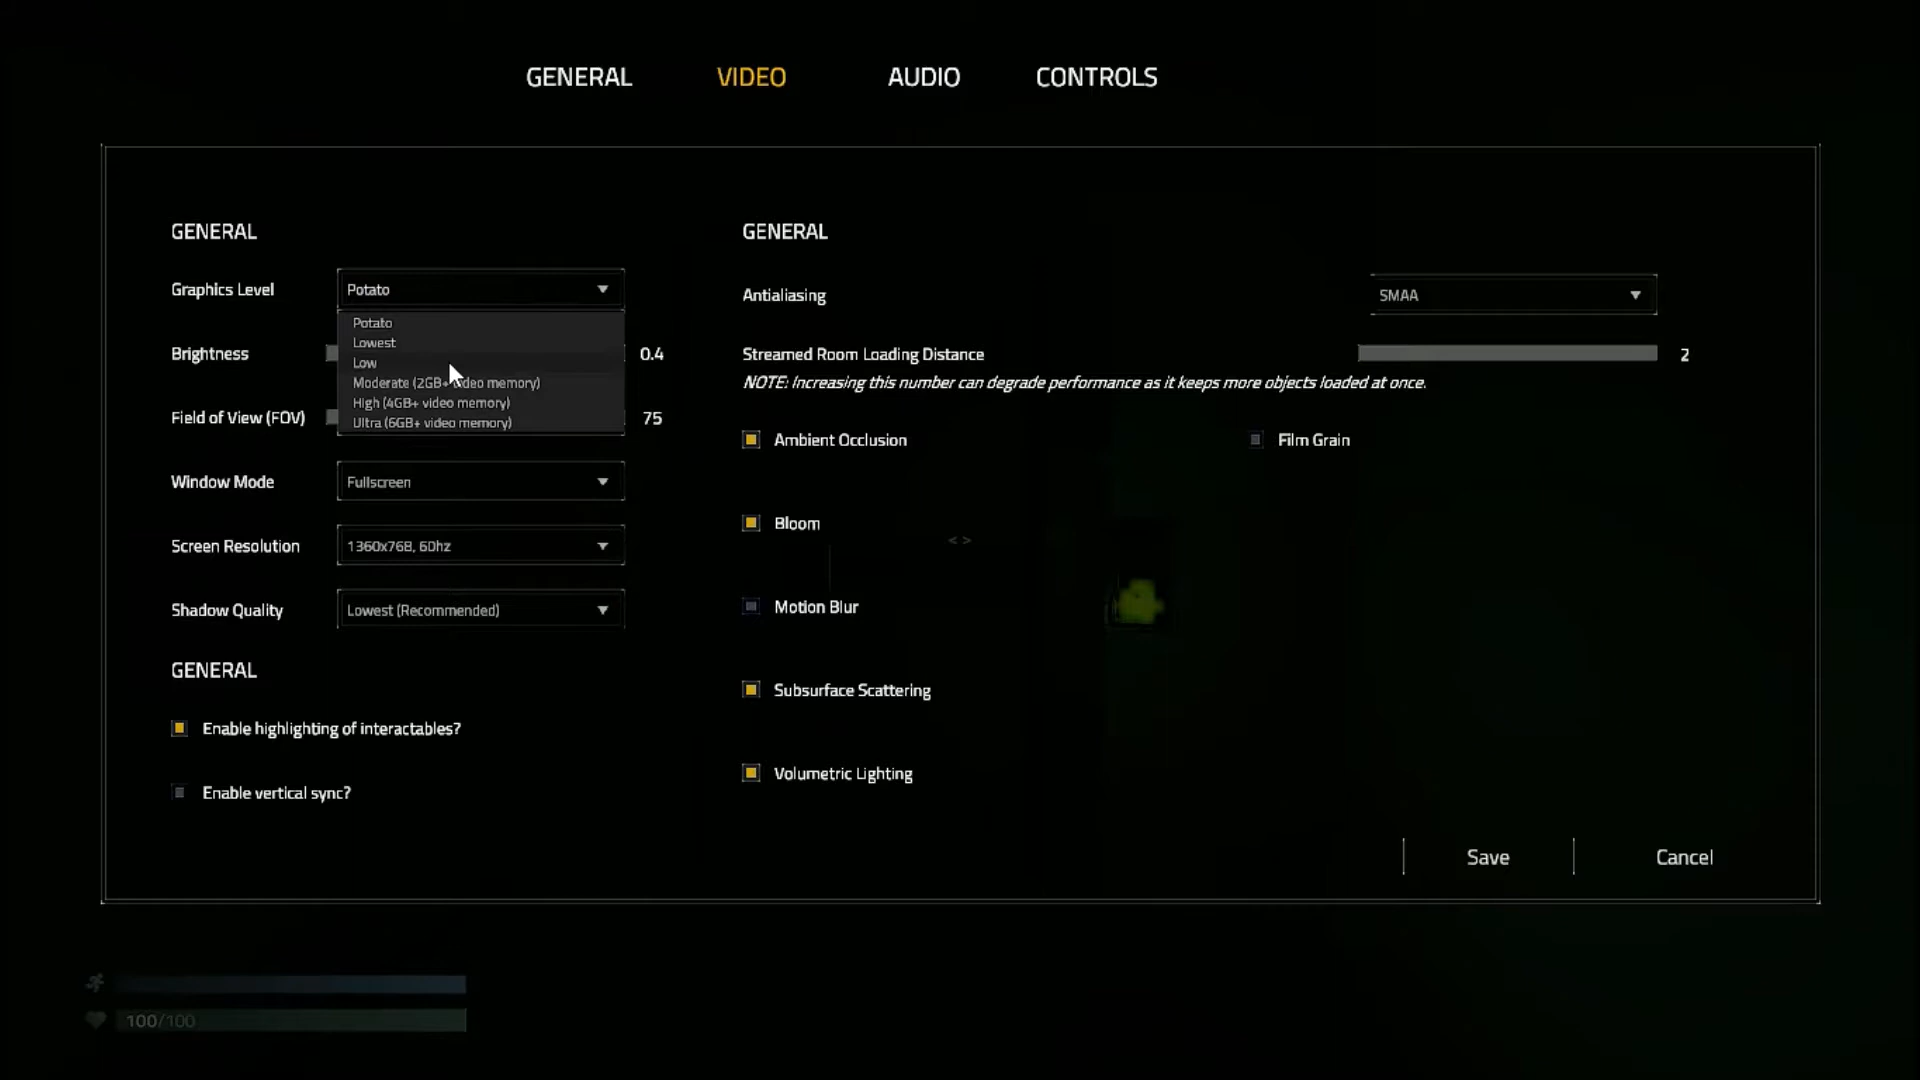 GENERAL VIDEO AUDIO CONTROLS
GENERAL
Graphics Level Potato
Potato
Lowest
Low
Moderate (2GB+ video memory)
High (4GB+ video memory)
Ultra (6GB+ video memory)
Brightness 0.4
Field of View (FOV) 75
Window Mode Fullscreen
Screen Resolution 1360x768, 60hz
Shadow Quality Lowest (Recommended)
GENERAL
Enable highlighting of interactables?
Enable vertical sync?
GENERAL
Antialiasing SMAA
Streamed Room Loading Distance 2
NOTE: Increasing this number can degrade performance as it keeps more objects loaded at once.
Ambient Occlusion Film Grain
Bloom
< >
Motion Blur
Subsurface Scattering
Volumetric Lighting
Save Cancel
100/100